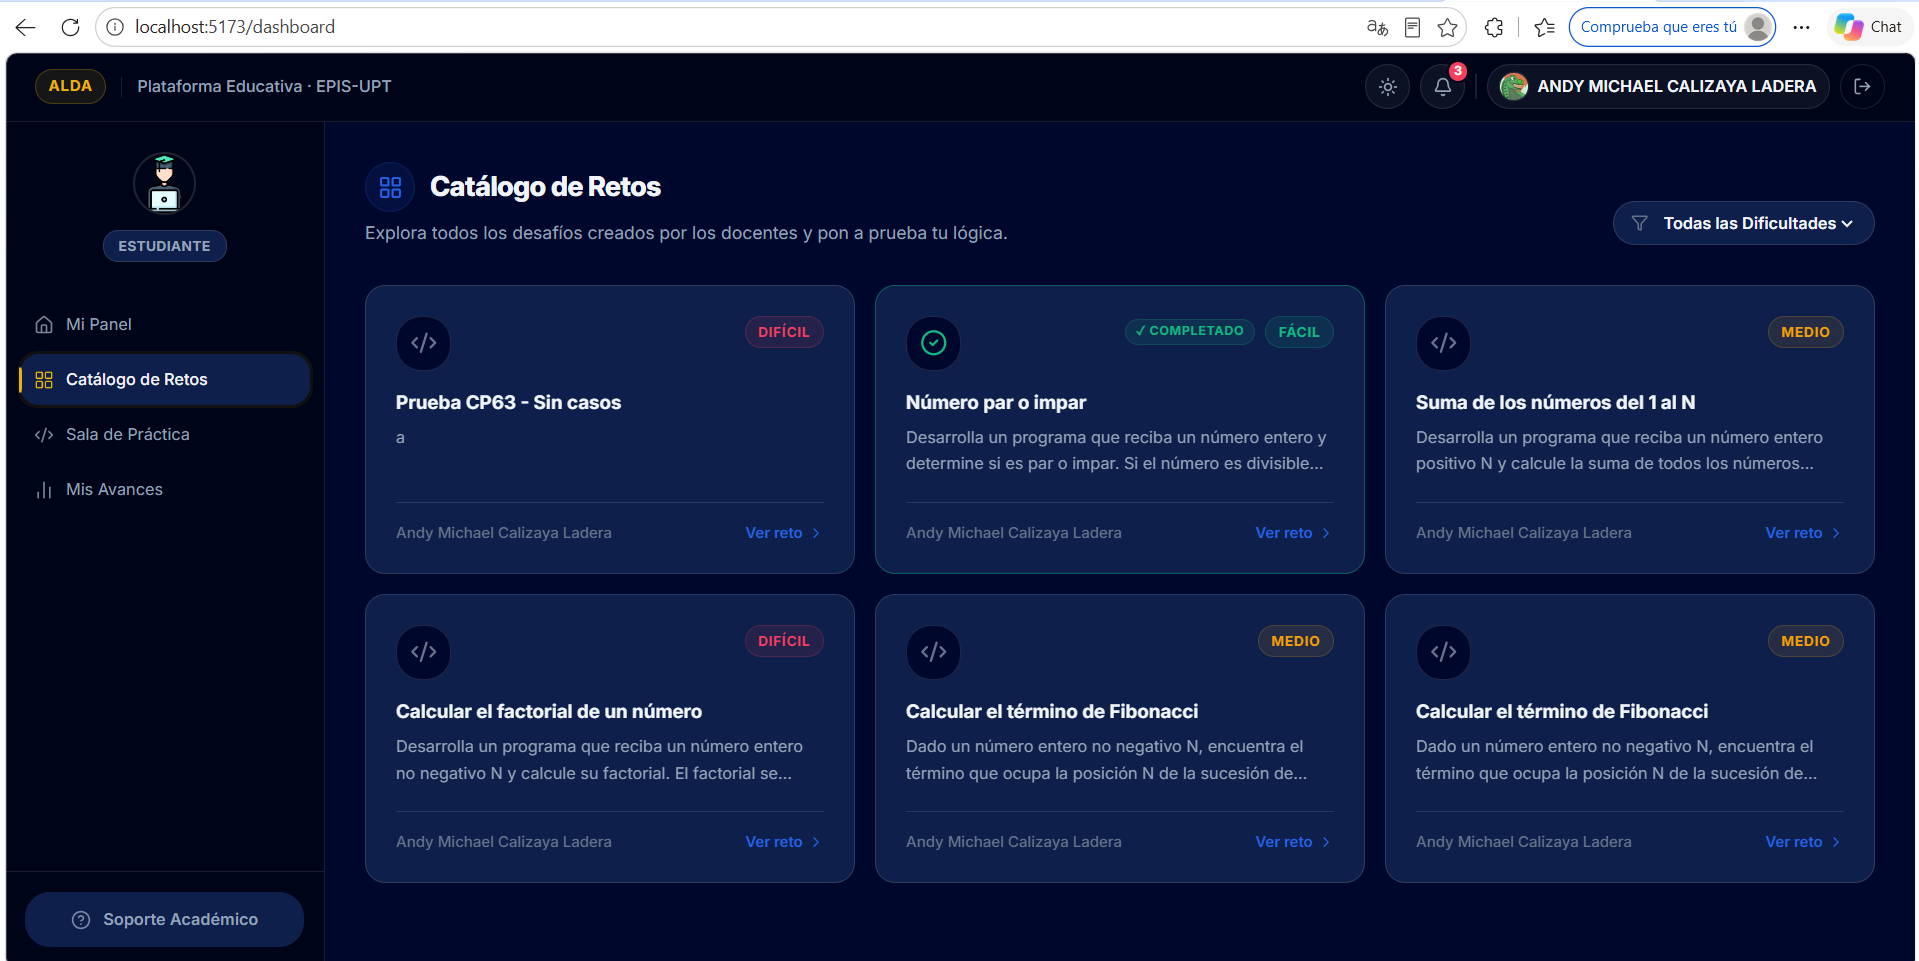 localhost:5173/dashboard
Comprueba que eres tú
Chat
ALDA
Plataforma Educativa · EPIS-UPT
3
ANDY MICHAEL CALIZAYA LADERA
ESTUDIANTE
Mi Panel
Catálogo de Retos
Sala de Práctica
Mis Avances
Soporte Académico
Catálogo de Retos
Explora todos los desafíos creados por los docentes y pon a prueba tu lógica.
Todas las Dificultades
DIFÍCIL
Prueba CP63 - Sin casos
a
Andy Michael Calizaya Ladera
Ver reto
✓ COMPLETADO
FÁCIL
Número par o impar
Desarrolla un programa que reciba un número entero y
determine si es par o impar. Si el número es divisible...
Andy Michael Calizaya Ladera
Ver reto
MEDIO
Suma de los números del 1 al N
Desarrolla un programa que reciba un número entero
positivo N y calcule la suma de todos los números...
Andy Michael Calizaya Ladera
Ver reto
DIFÍCIL
Calcular el factorial de un número
Desarrolla un programa que reciba un número entero
no negativo N y calcule su factorial. El factorial se...
Andy Michael Calizaya Ladera
Ver reto
MEDIO
Calcular el término de Fibonacci
Dado un número entero no negativo N, encuentra el
término que ocupa la posición N de la sucesión de...
Andy Michael Calizaya Ladera
Ver reto
MEDIO
Calcular el término de Fibonacci
Dado un número entero no negativo N, encuentra el
término que ocupa la posición N de la sucesión de...
Andy Michael Calizaya Ladera
Ver reto